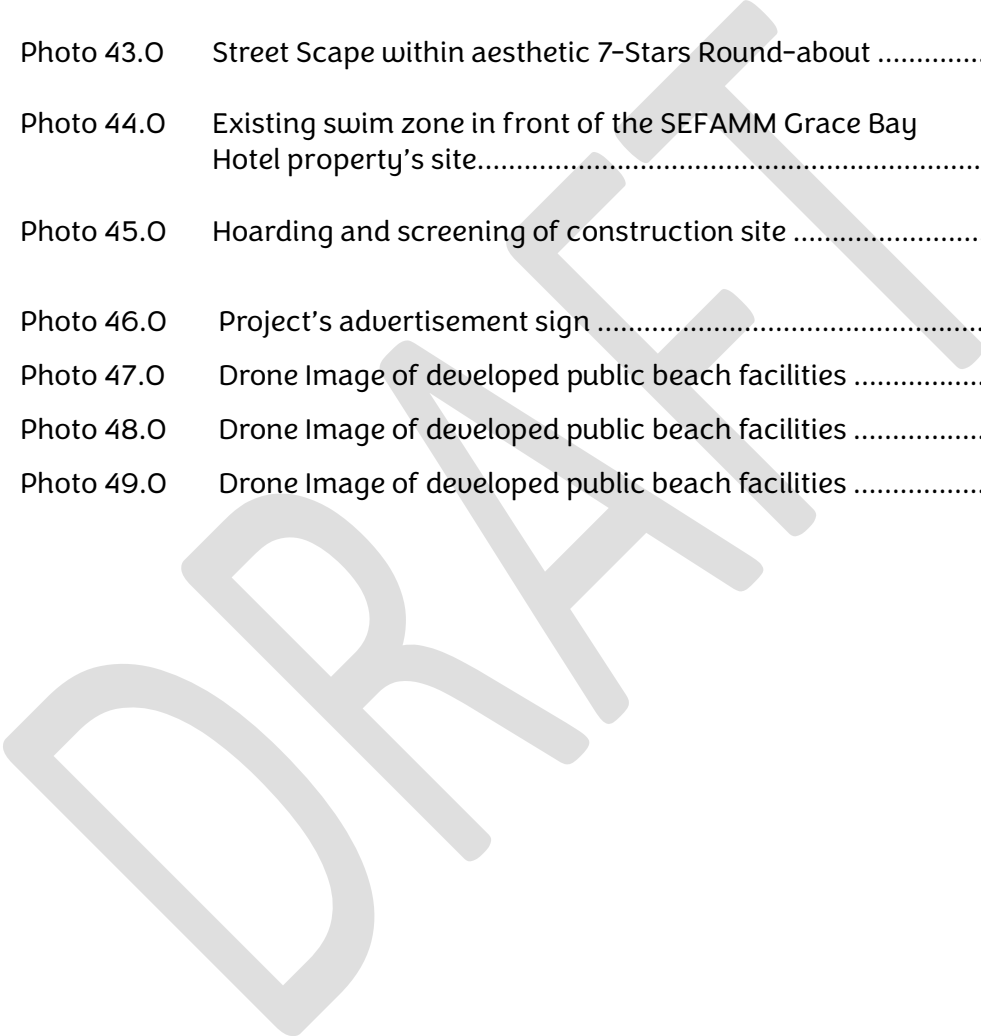 Photo 43.0 Street Scape within aesthetic 7-Stars Round-about ..............
Photo 44.0 Existing swim zone in front of the SEFAMM Grace Bay
Hotel property's site...................................................................
Photo 45.0 Hoarding and screening of construction site ........................
Photo 46.0 Project's advertisement sign ...................................................
Photo 47.0 Drone Image of developed public beach facilities .................
Photo 48.0 Drone Image of developed public beach facilities .................
Photo 49.0 Drone Image of developed public beach facilities .................
DRAFT